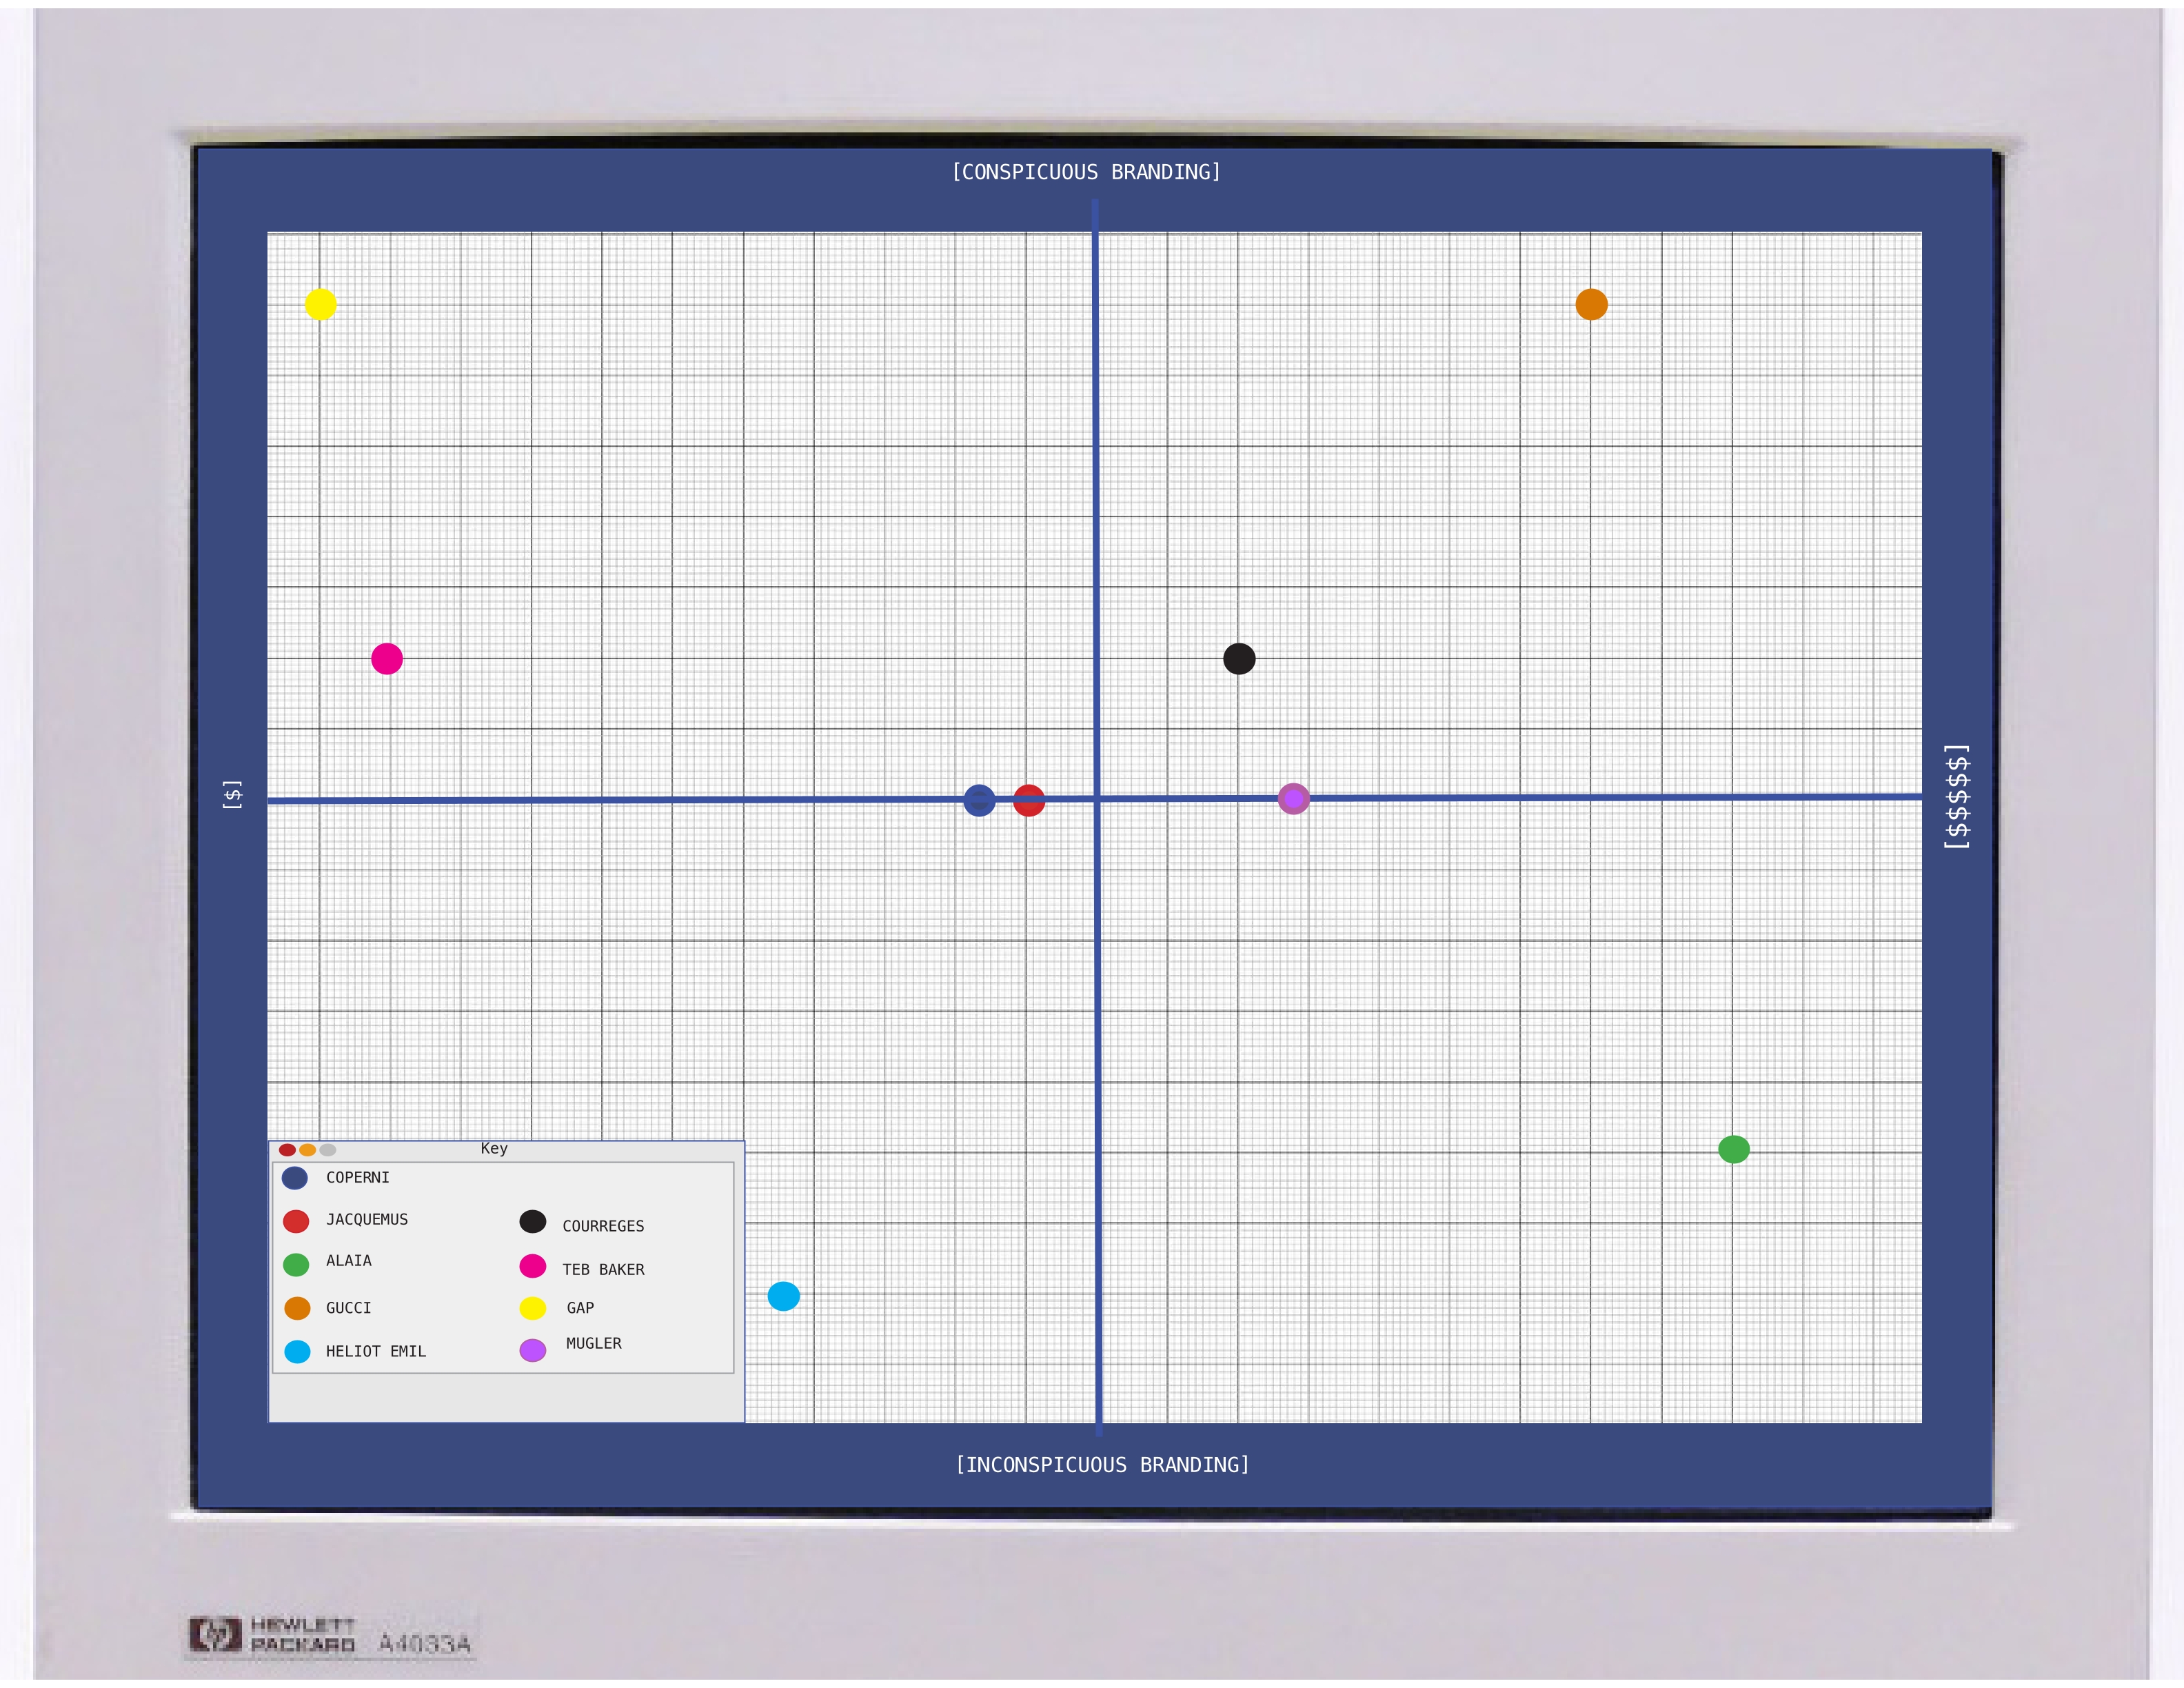 [CONSPICUOUS BRANDING]
[$]
[$$$$$]
Key
COPERNI
JACQUEMUS
COURREGES
ALAIA
TEB BAKER
GUCCI
GAP
HELIOT EMIL
MUGLER
[INCONSPICUOUS BRANDING]
hp HEWLETT
PACKARD A4033A